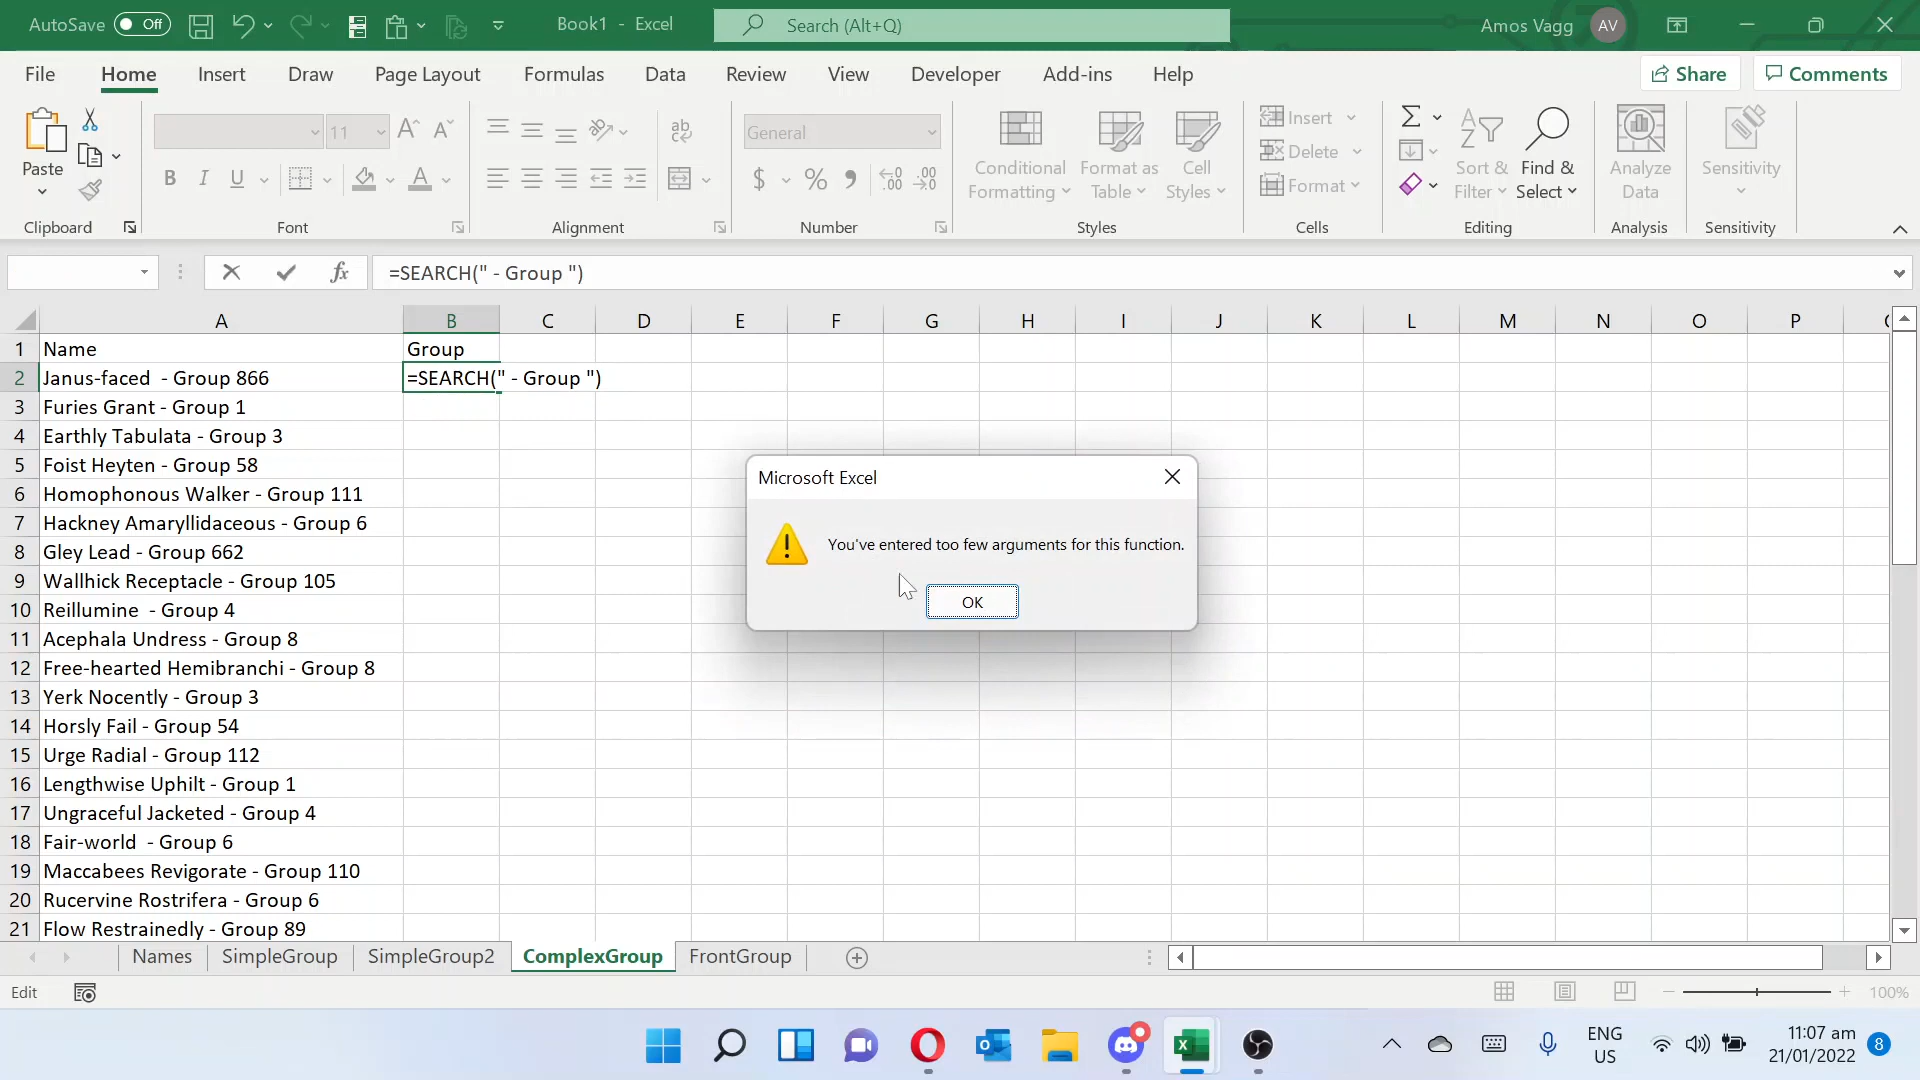 AutoSave Off Book1 - Excel Search (Alt+Q) Amos Vagg AV
File Home Insert Draw Page Layout Formulas Data Review View Developer Add-ins Help Share Comments
Paste
Clipboard
11
B I U
Font
ab
Alignment
General
$ % 9
Number
Conditional Formatting
Format as Table
Cell Styles
Styles
Insert
Delete
Format
Cells
Sort & Filter
Find & Select
Editing
Analyze Data
Analysis
Sensitivity
Sensitivity
fx =SEARCH(" - Group ")
A B C D E F G H I J K L M N O P
1 Name Group
2 Janus-faced  - Group 866 =SEARCH(" - Group ")
3 Furies Grant - Group 1
4 Earthly Tabulata - Group 3
5 Foist Heyten - Group 58
6 Homophonous Walker - Group 111
7 Hackney Amaryllidaceous - Group 6
8 Gley Lead - Group 662
9 Wallhick Receptacle - Group 105
10 Reillumine  - Group 4
11 Acephala Undress - Group 8
12 Free-hearted Hemibranchi - Group 8
13 Yerk Nocently - Group 3
14 Horsly Fail - Group 54
15 Urge Radial - Group 112
16 Lengthwise Uphilt - Group 1
17 Ungraceful Jacketed - Group 4
18 Fair-world  - Group 6
19 Maccabees Revigorate - Group 110
20 Rucervine Rostrifera - Group 6
21 Flow Restrainedly - Group 89
Microsoft Excel
You've entered too few arguments for this function.
OK
Names SimpleGroup SimpleGroup2 ComplexGroup FrontGroup
Edit 100%
ENG
US
11:07 am
21/01/2022
8